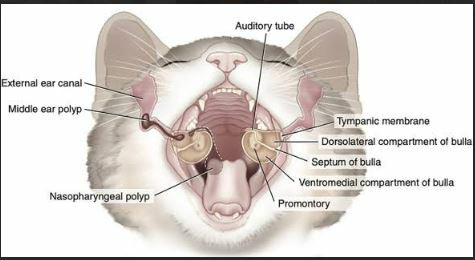 Auditory tube
External ear canal
Middle ear polyp
Tympanic membrane
Dorsolateral compartment of bulla
Septum of bulla
Ventromedial compartment of bulla
Nasopharyngeal polyp
Promontory